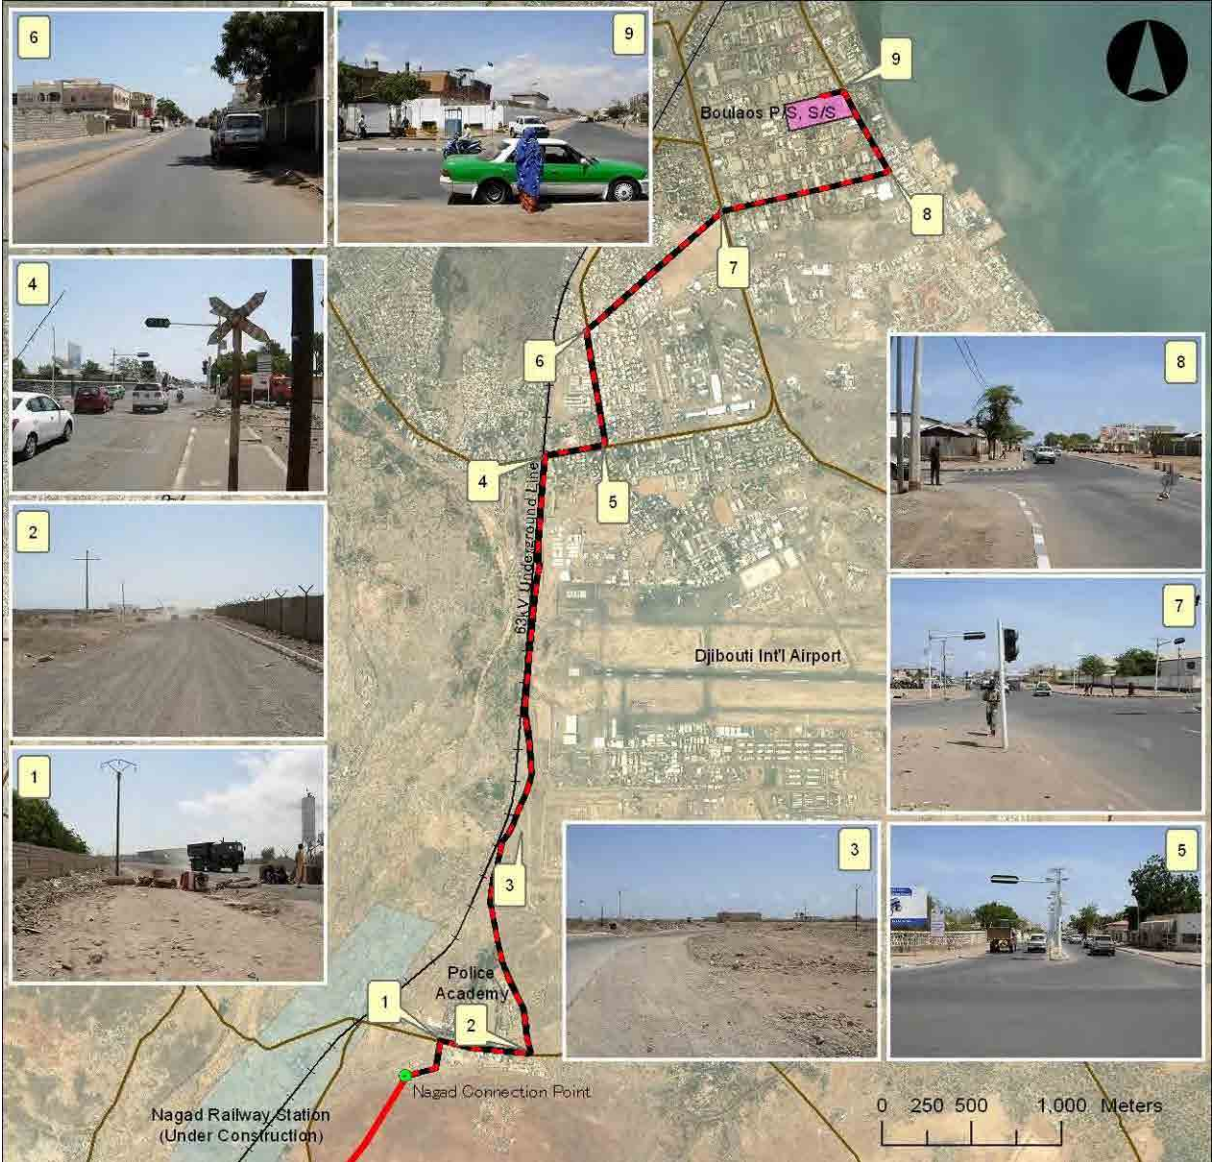 6
9
9
Boulaos P/S, S/S
8
7
4
6
8
4
5
63kV Underground Line
2
7
Djibouti Int'l Airport
1
3
3
5
Police
Academy
1
2
Nagad Connection Point
Nagad Railway Station
(Under Construction)
0 250 500 1,000 Meters